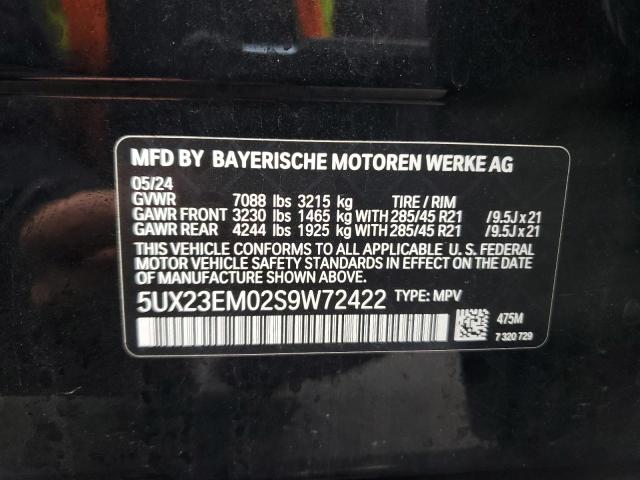 MFD BY BAYERISCHE MOTOREN WERKE AG
05/24
GVWR 7088 lbs 3215 kg TIRE / RIM
GAWR FRONT 3230 lbs 1465 kg WITH 285/45 R21 /9.5J x 21
GAWR REAR 4244 lbs 1925 kg WITH 285/45 R21 /9.5J x 21
THIS VEHICLE CONFORMS TO ALL APPLICABLE U. S. FEDERAL
MOTOR VEHICLE SAFETY STANDARDS IN EFFECT ON THE DATE
OF MANUFACTURE SHOWN ABOVE.
5UX23EM02S9W72422 TYPE: MPV
475M
7 320 729